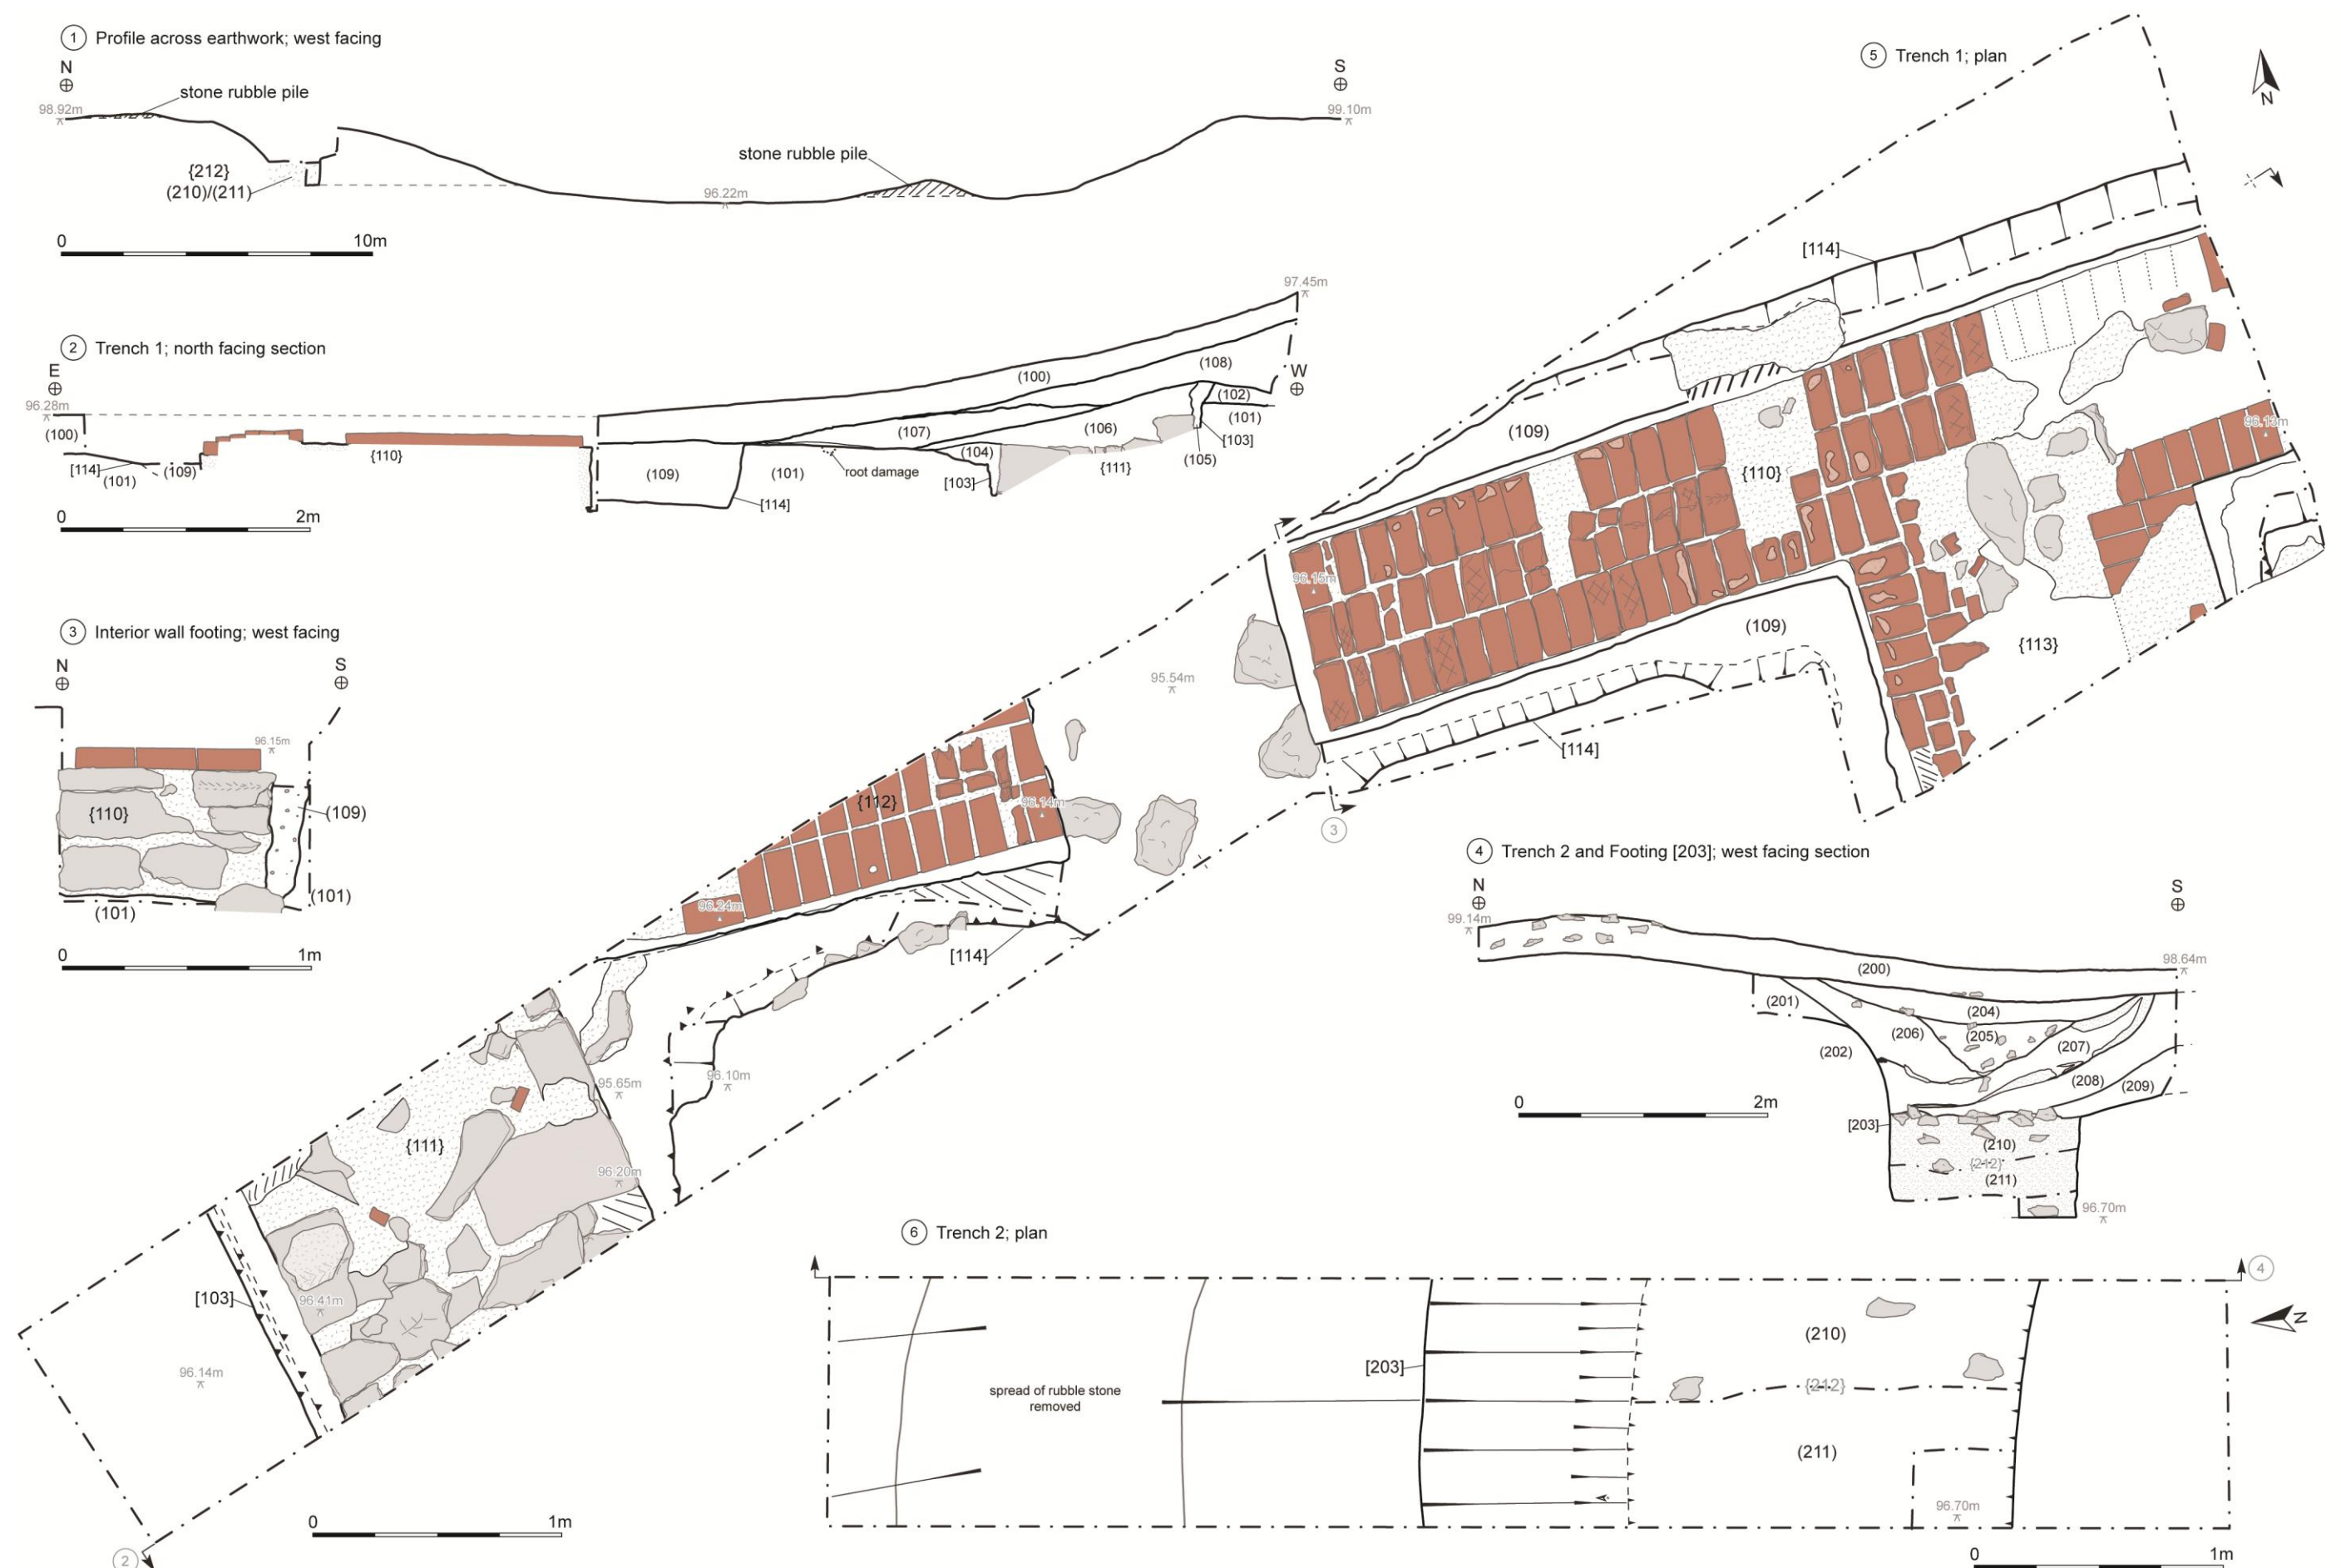 1 Profile across earthwork; west facing
N
S
stone rubble pile
98.92m
99.10m
stone rubble pile
{212}
(210)/(211)
96.22m
0 10m
2 Trench 1; north facing section
97.45m
E
W
96.28m
(100)
(108)
(100)
(102)
(101)
(107)
(106)
[103]
(104)
(105)
{110}
{111}
[114]
(109)
(101)
(109)
(101)
root damage
[103]
[114]
0 2m
3 Interior wall footing; west facing
N
S
96.15m
{110}
(109)
(101)
(101)
0 1m
5 Trench 1; plan
N
[114]
(109)
{110}
96.13m
96.15m
(109)
{113}
[114]
3
95.54m
{112}
96.14m
96.24m
[114]
96.10m
95.65m
{111}
96.20m
[103]
96.41m
96.14m
2
0 1m
4 Trench 2 and Footing [203]; west facing section
N
S
99.14m
98.64m
(200)
(201)
(204)
(206)
(205)
(207)
(202)
(208)
(209)
[203]
(210)
{212}
(211)
96.70m
0 2m
6 Trench 2; plan
4
N
[203]
(210)
spread of rubble stone
removed
{212}
(211)
96.70m
0 1m